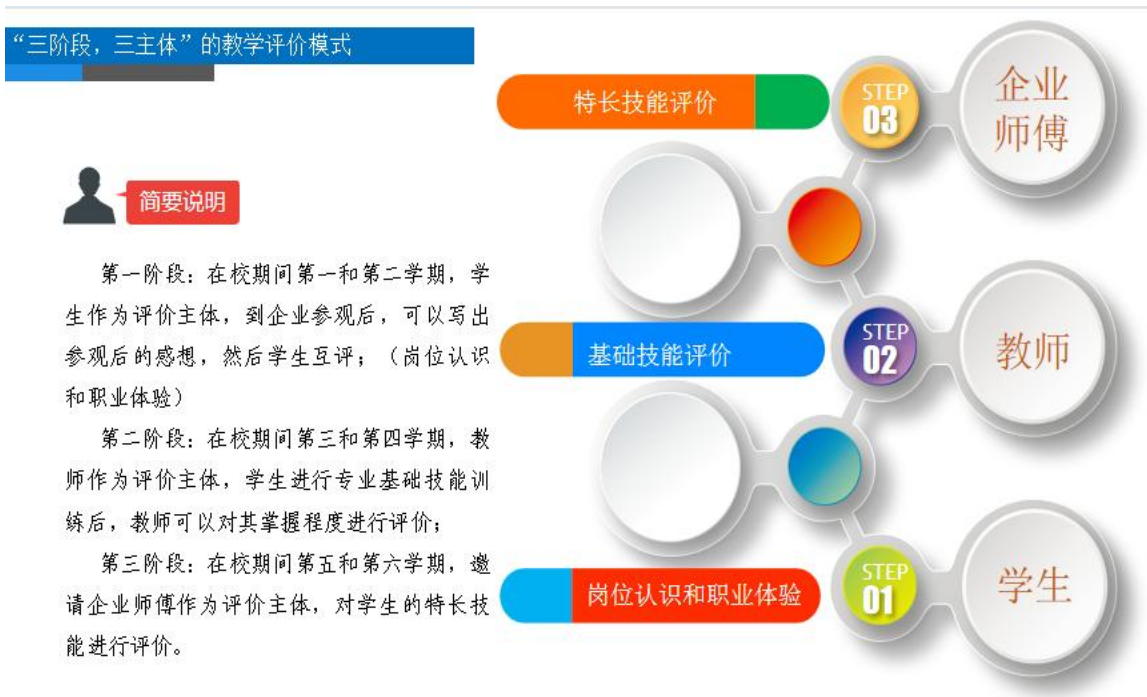 “三阶段，三主体”的教学评价模式
简要说明
第一阶段：在校期间第一和第二学期，学
生作为评价主体，到企业参观后，可以写出
参观后的感想，然后学生互评；（岗位认识
和职业体验）
第二阶段：在校期间第三和第四学期，教
师作为评价主体，学生进行专业基础技能训
练后，教师可以对其掌握程度进行评价；
第三阶段：在校期间第五和第六学期，邀
请企业师傅作为评价主体，对学生的特长技
能进行评价。
特长技能评价
STEP
03
企业
师傅
基础技能评价
STEP
02
教师
岗位认识和职业体验
STEP
01
学生